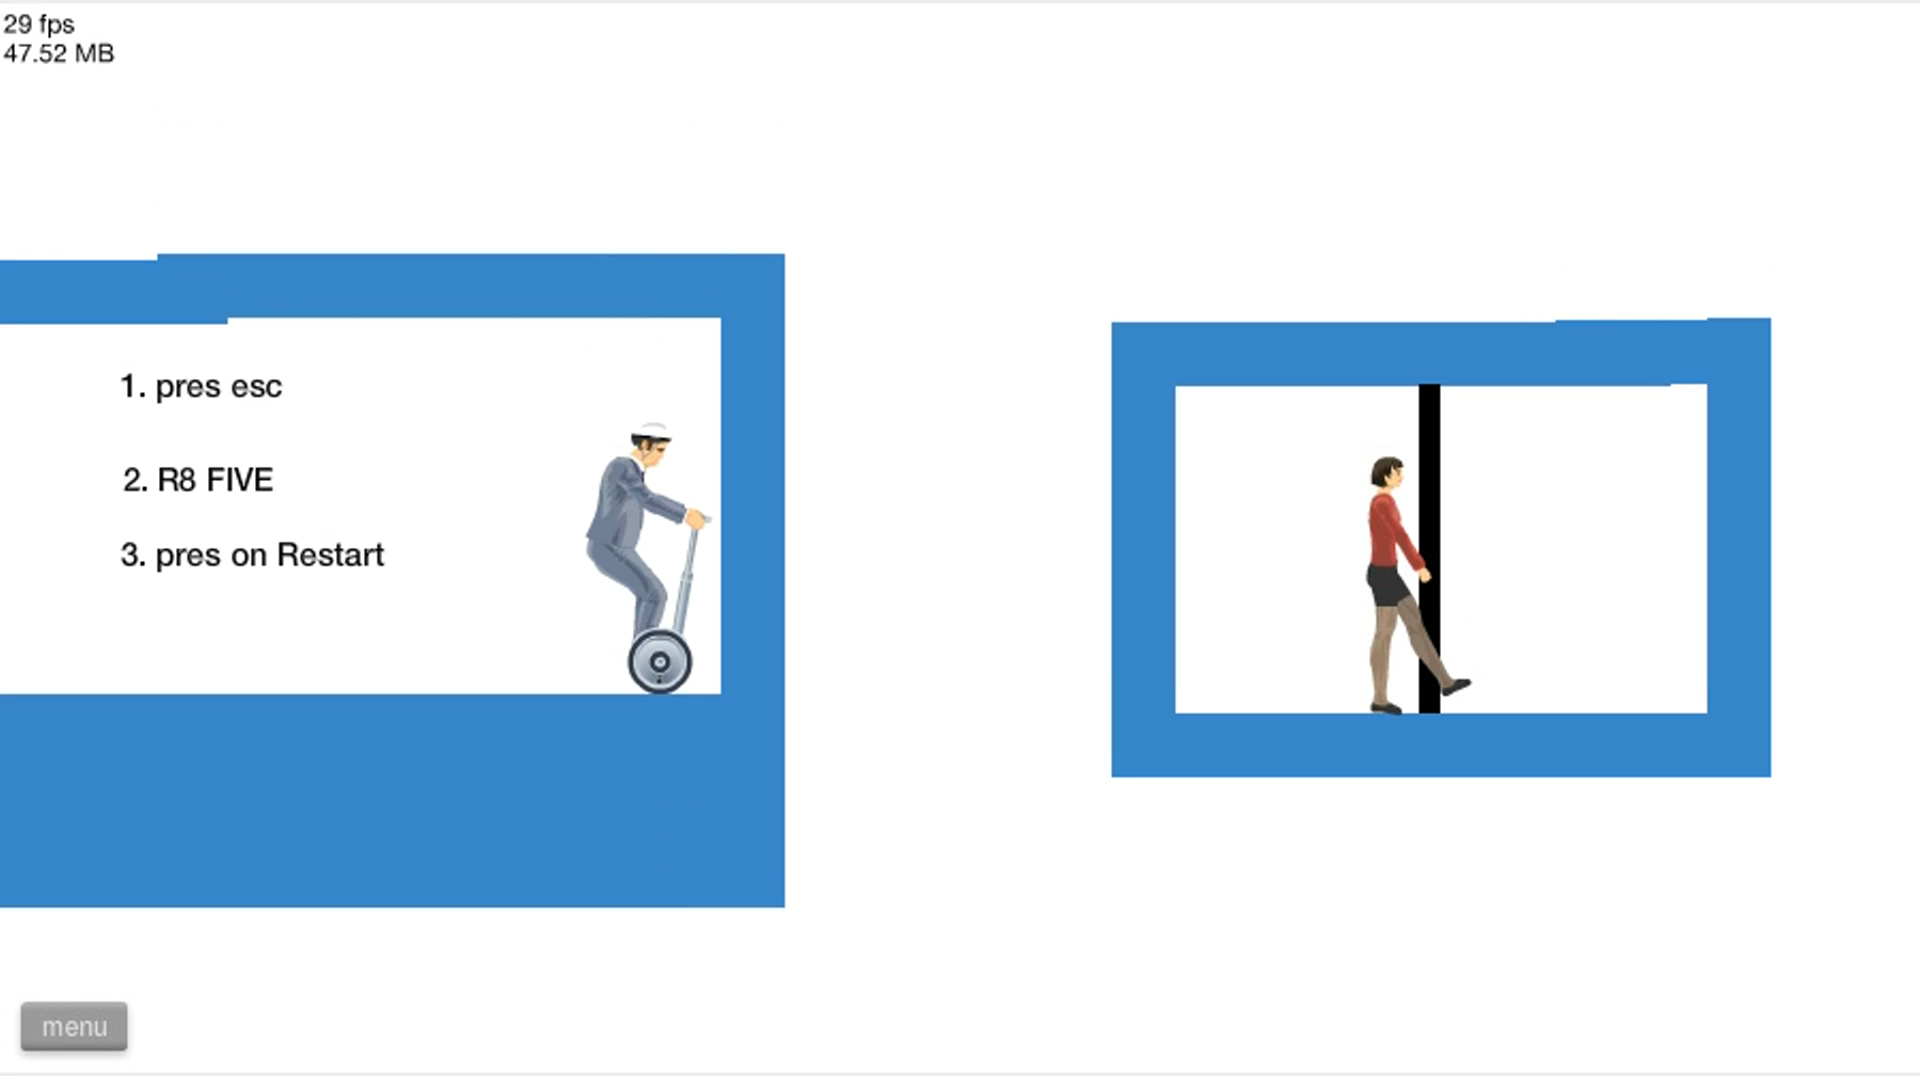 29 fps
47.52 MB
1. pres esc
2. R8 FIVE
3. pres on Restart
menu